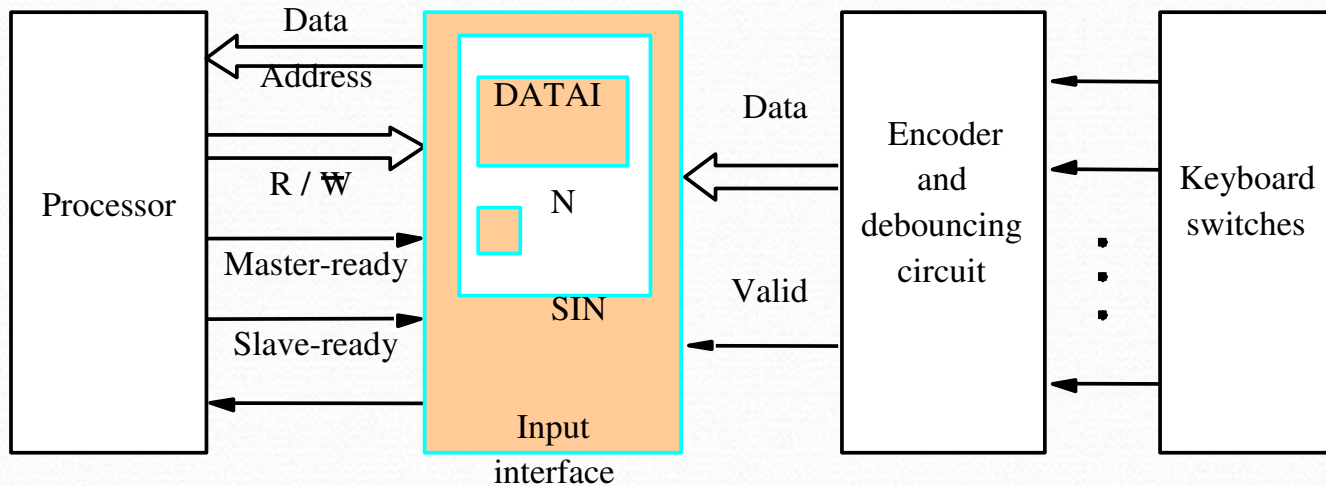 Data
Address
R / W
Processor
Master-ready
Slave-ready
DATAI
N
SIN
Input
interface
Data
Valid
Encoder
and
debouncing
circuit
Keyboard
switches